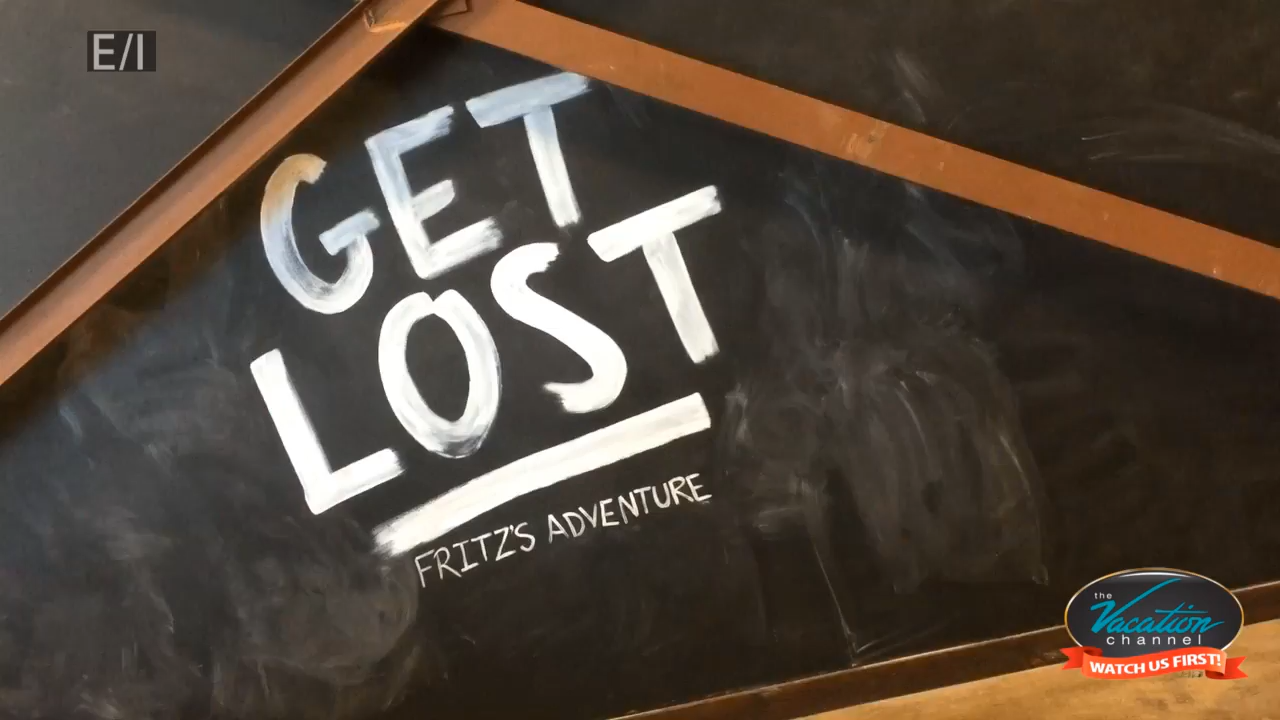 E/I
GET
LOST
FRITZ'S ADVENTURE
the
Vacation
channel
WATCH US FIRST!